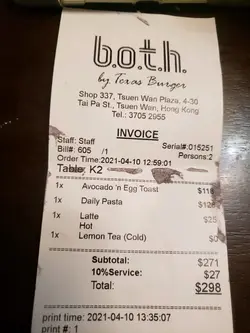 b.o.t.h.
by Texas Burger
Shop 337, Tsuen Wan Plaza, 4-30
Tai Pa St., Tsuen Wan, Hong Kong
Tel.: 3705 2955
INVOICE
Staff: Staff Serial#:015251
Bill#: 605 /1 Persons:2
Order Time:2021-04-10 12:59:01
Table: K2
1x Avocado 'n Egg Toast
1x Daily Pasta
1x Latte $25
Hot
1x Lemon Tea (Cold) $0
Subtotal: $271
10%Service: $27
Total: $298
print time: 2021-04-10 13:35:07
print #: 1